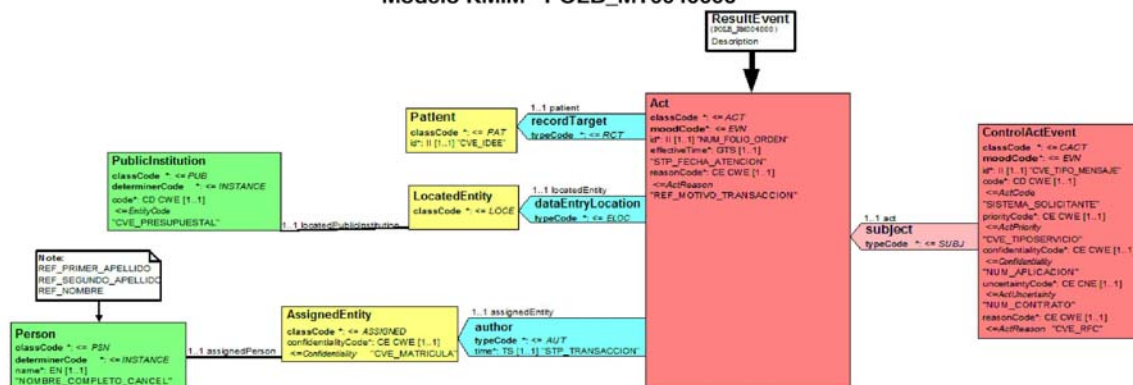 ResultEvent
(POLB_RM004000)
Description
1..1 patient
recordTarget
typeCode *: <= RCT
Patient
classCode *: <= PAT
id*: II [1..1] "CVE_IDEE"
Act
classCode *: <= ACT
moodCode*: <= EVN
id*: II [1..1] "NUM_FOLIO_ORDEN"
effectiveTime*: GTS [1..1]
"STP_FECHA_ATENCION"
reasonCode*: CE CWE [1..1]
<=ActReason
"REF_MOTIVO_TRANSACCION"
ControlActEvent
classCode *: <= CACT
moodCode*: <= EVN
id*: II [1..1] "CVE_TIPO_MENSAJE"
code*: CD CWE [1..1]
<=ActCode
"SISTEMA_SOLICITANTE"
priorityCode*: CE CWE [1..1]
<=ActPriority
"CVE_TIPOSERVICIO"
confidentialityCode*: CE CWE [1..1]
<=Confidentiality
"NUM_APLICACION"
uncertaintyCode*: CE CNE [1..1]
<=ActUncertainty
"NUM_CONTRATO"
reasonCode*: CE CWE [1..1]
<=ActReason "CVE_RFC"
1..1 act
subject
typeCode *: <= SUBJ
PublicInstitution
classCode *: <= PUB
determinerCode *: <= INSTANCE
code*: CD CWE [1..1]
<=EntityCode
"CVE_PRESUPUESTAL"
1..1 locatedPublicInstitution
LocatedEntity
classCode *: <= LOCE
1..1 locatedEntity
dataEntryLocation
typeCode *: <= ELOC
Note:
REF_PRIMER_APELLIDO
REF_SEGUNDO_APELLIDO
REF_NOMBRE
Person
classCode *: <= PSN
determinerCode *: <= INSTANCE
name*: EN [1..1]
"NOMBRE_COMPLETO_CANCEL"
1..1 assignedPerson
AssignedEntity
classCode *: <= ASSIGNED
confidentialityCode*: CE CWE [1..1]
<=Confidentiality "CVE_MATRICULA"
1..1 assignedEntity
author
typeCode *: <= AUT
time*: TS [1..1] "STP_TRANSACCION"